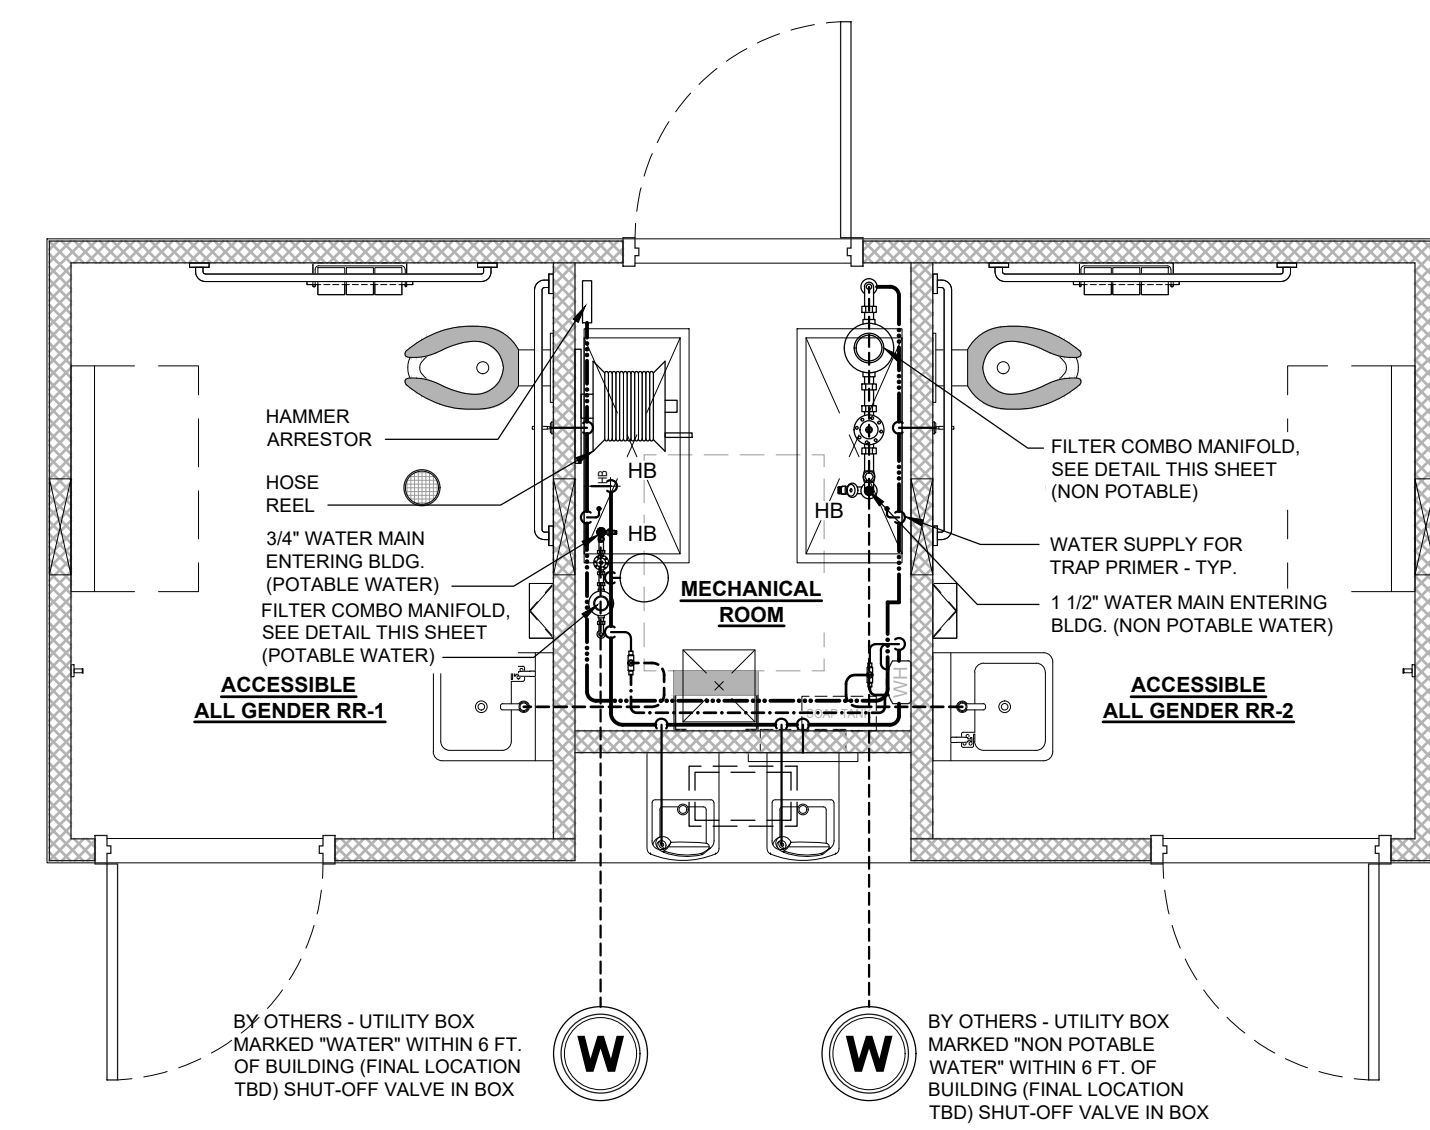 HAMMER
ARRESTOR
HOSE
REEL
3/4" WATER MAIN
ENTERING BLDG.
(POTABLE WATER)
FILTER COMBO MANIFOLD,
SEE DETAIL THIS SHEET
(POTABLE WATER)
ACCESSIBLE
ALL GENDER RR-1
HB
HB
HB
HB
MECHANICAL
ROOM
WH
SOAP TANK
FILTER COMBO MANIFOLD,
SEE DETAIL THIS SHEET
(NON POTABLE)
WATER SUPPLY FOR
TRAP PRIMER - TYP.
1 1/2" WATER MAIN ENTERING
BLDG. (NON POTABLE WATER)
ACCESSIBLE
ALL GENDER RR-2
BY OTHERS - UTILITY BOX
MARKED "WATER" WITHIN 6 FT.
OF BUILDING (FINAL LOCATION
TBD) SHUT-OFF VALVE IN BOX
W
W
BY OTHERS - UTILITY BOX
MARKED "NON POTABLE
WATER" WITHIN 6 FT. OF
BUILDING (FINAL LOCATION
TBD) SHUT-OFF VALVE IN BOX